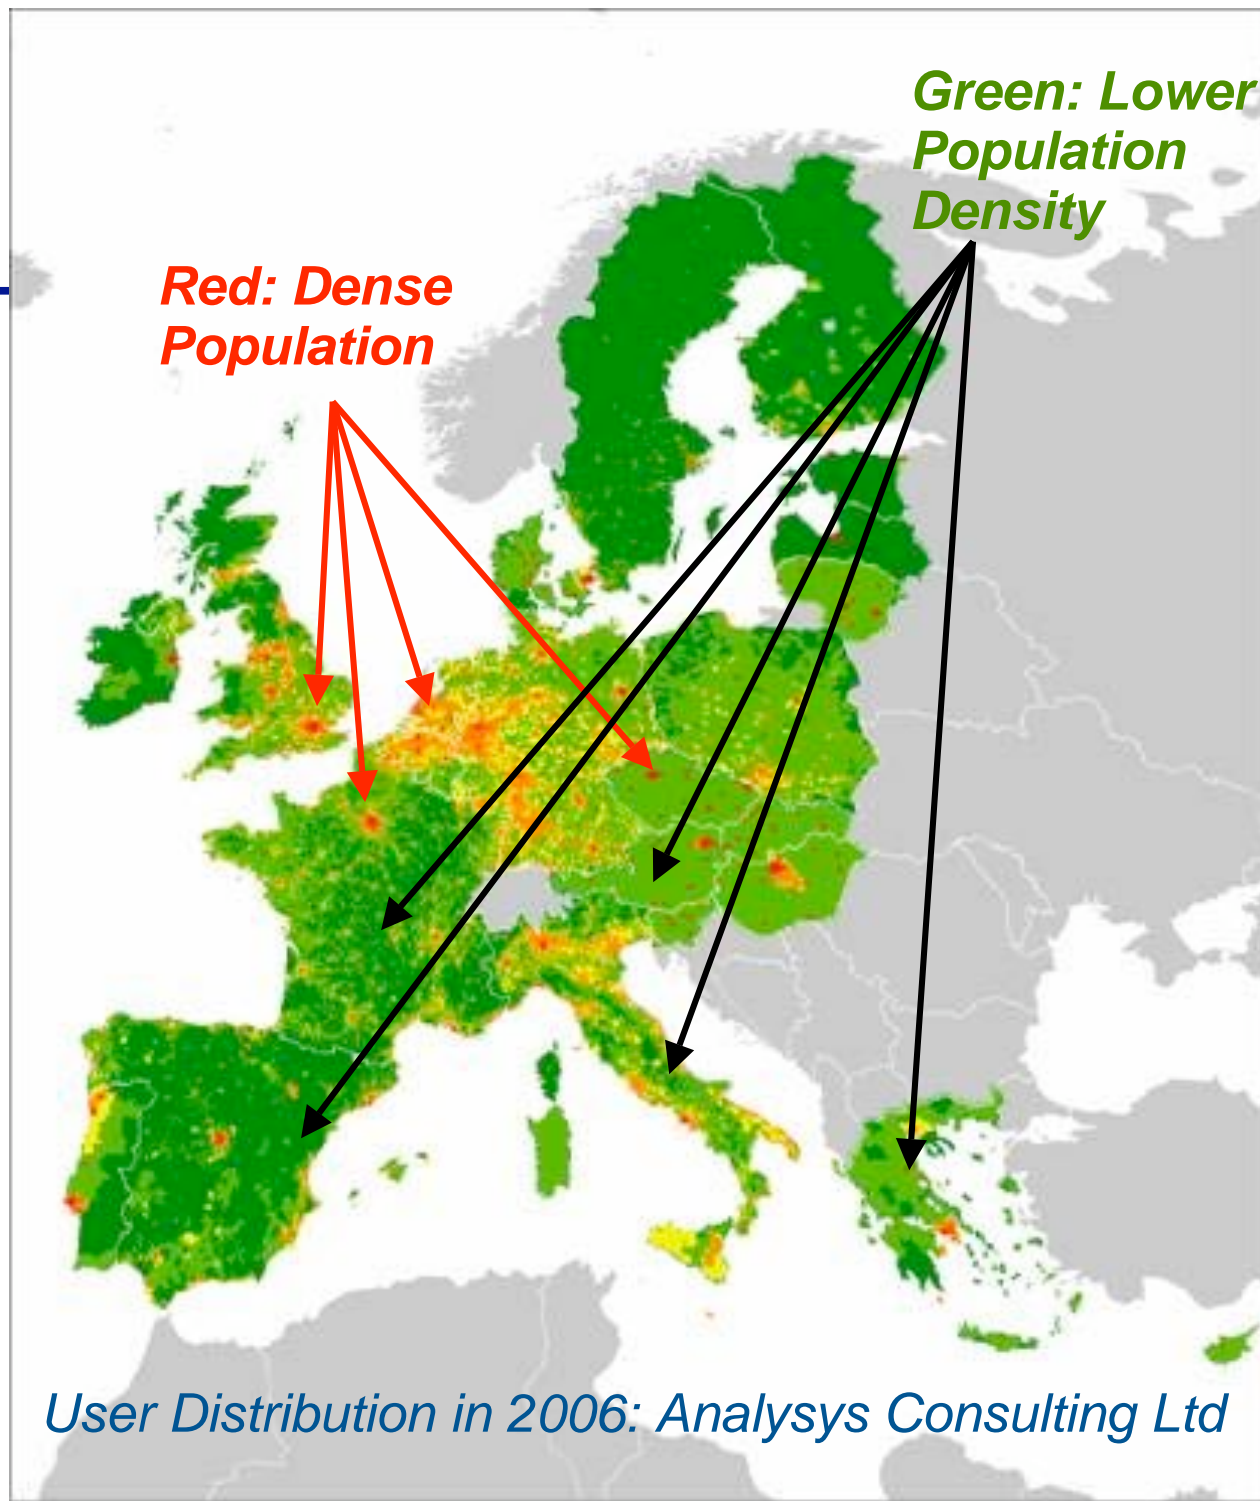 Green: Lower
Population
Density
Red: Dense
Population
User Distribution in 2006: Analysys Consulting Ltd